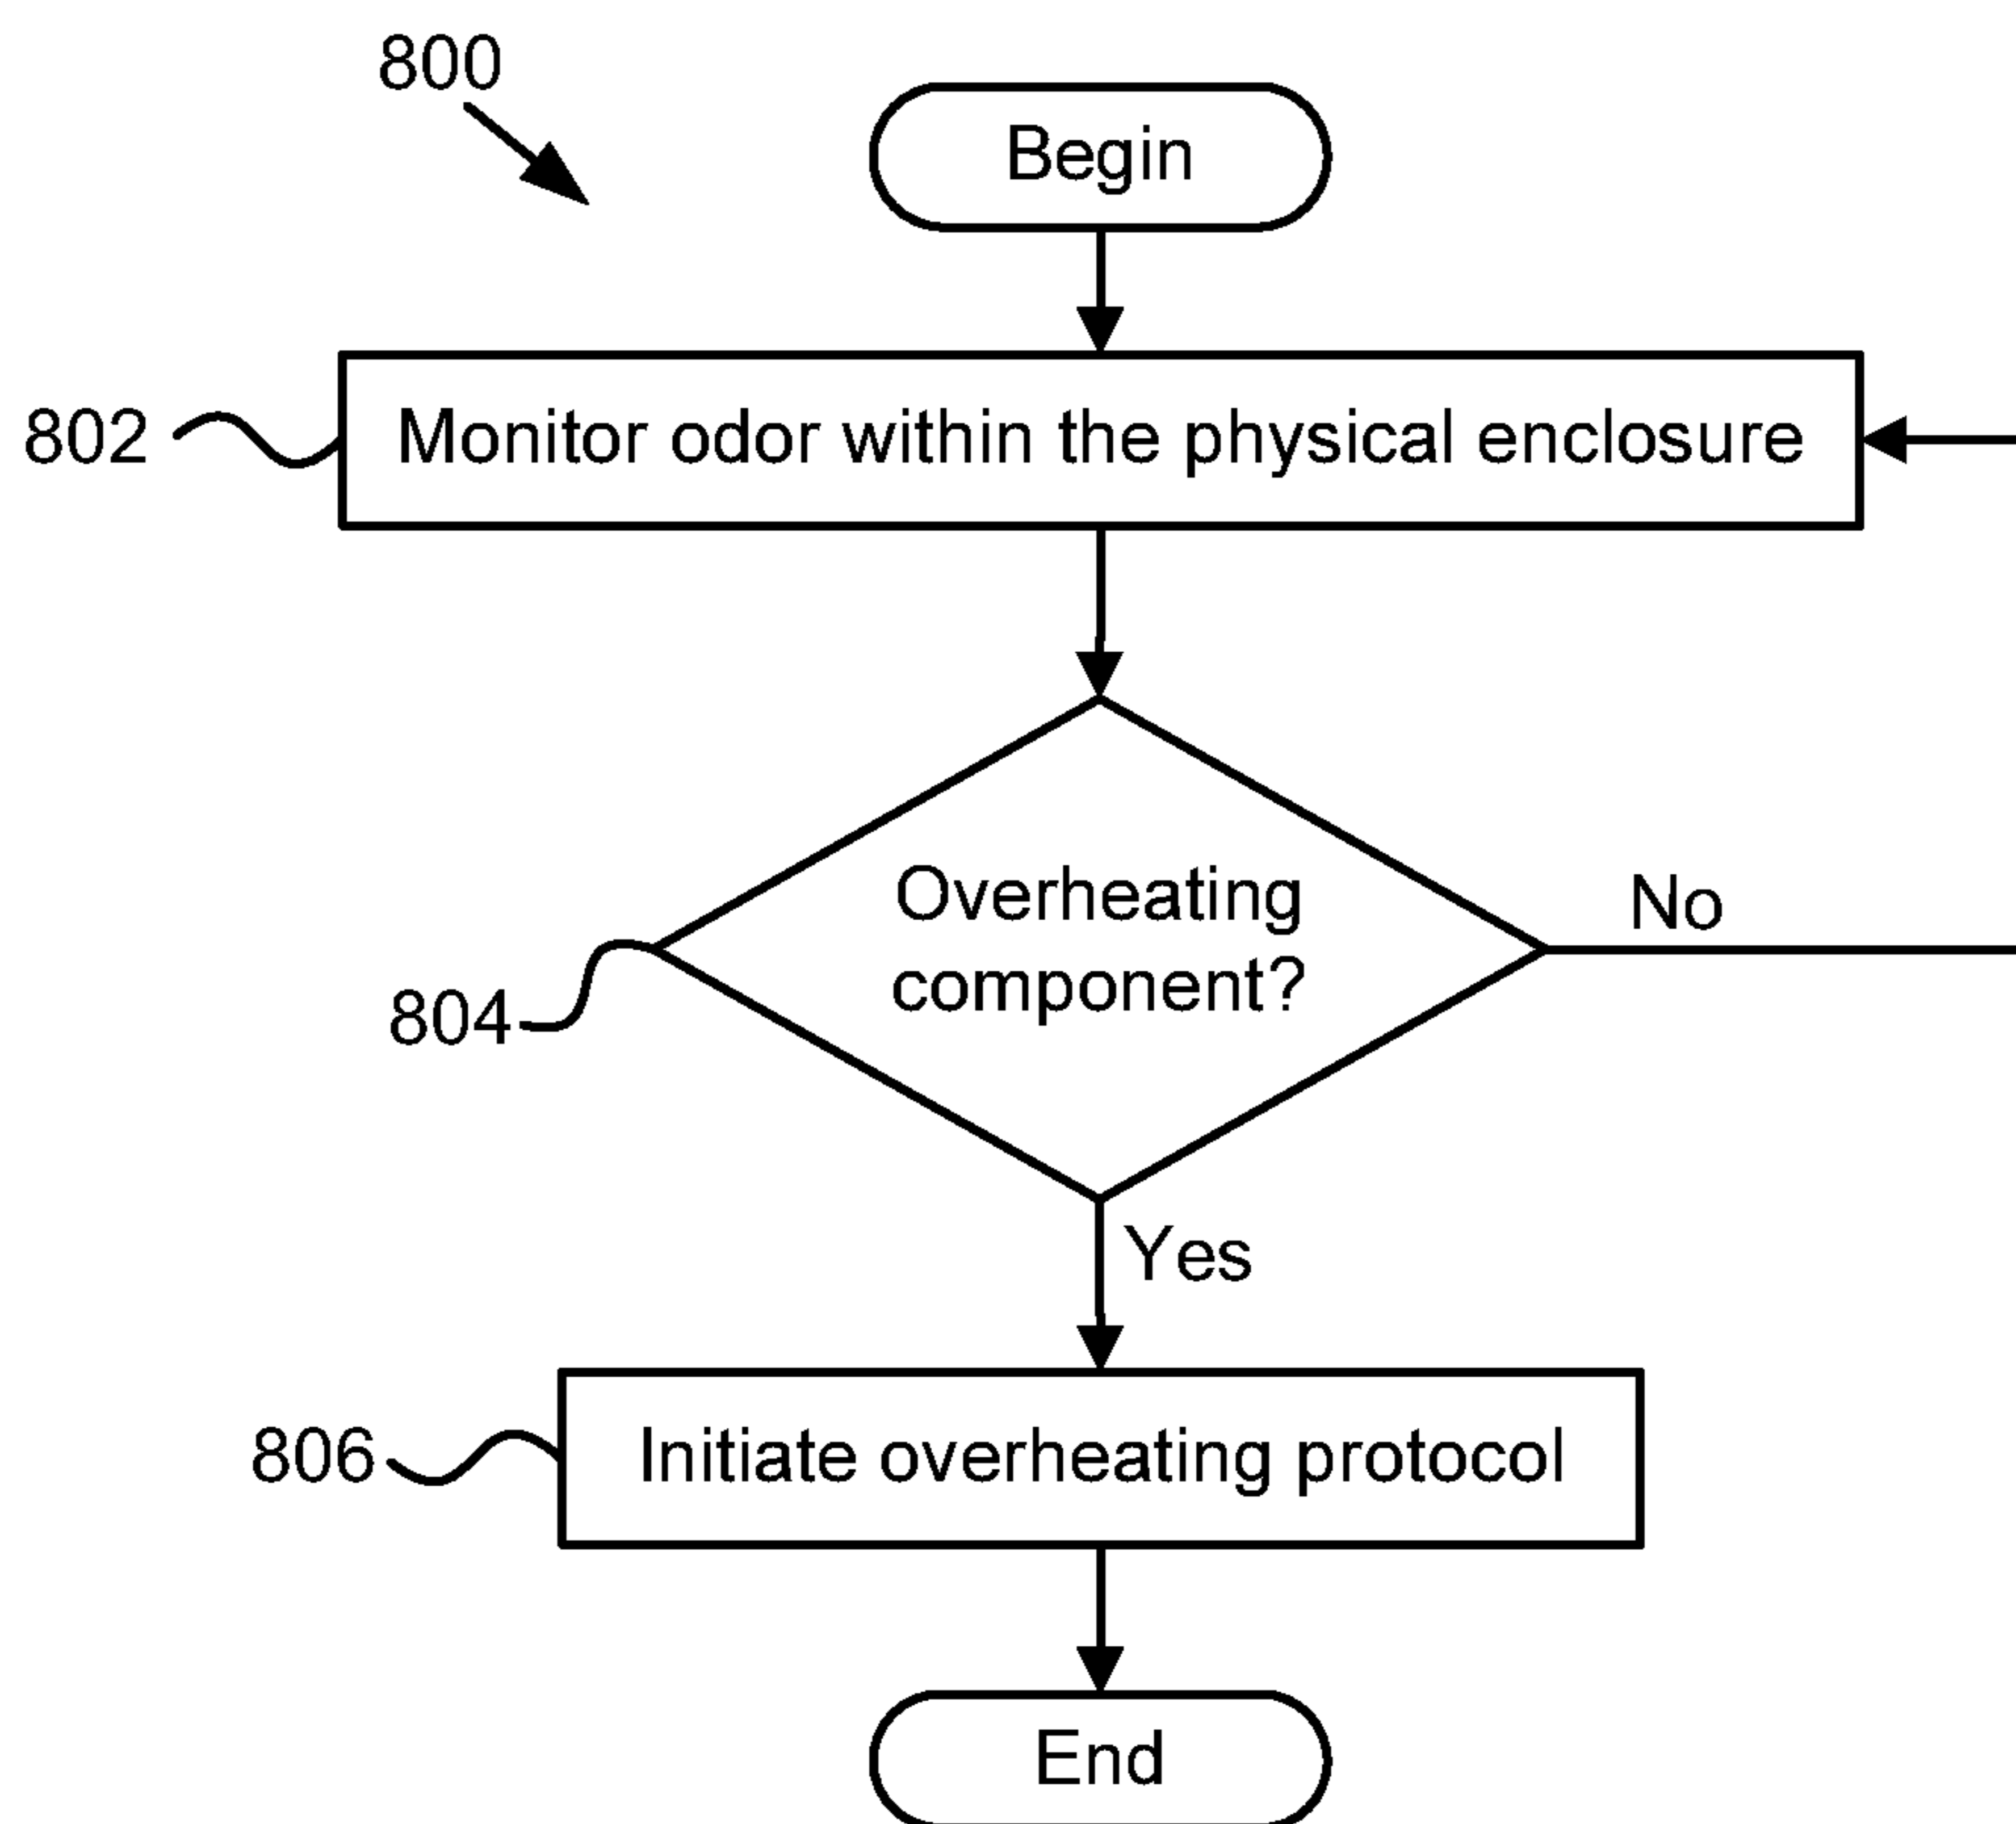 800
Begin
802
Monitor odor within the physical enclosure
Overheating
component?
No
804
Yes
806
Initiate overheating protocol
End